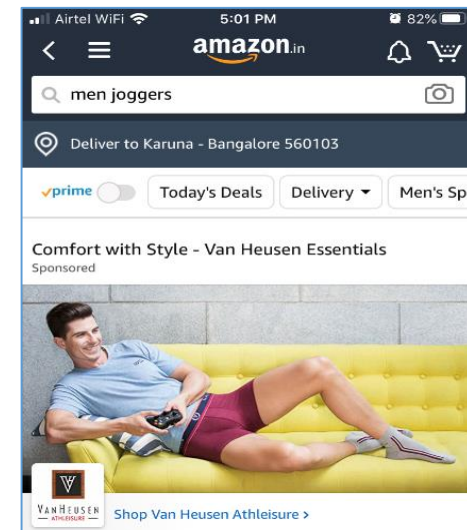 Airtel WiFi 5:01 PM 82%
amazon.in
men joggers
Deliver to Karuna - Bangalore 560103
prime Today's Deals Delivery Men's Sp
Comfort with Style - Van Heusen Essentials
Sponsored
V
VAN HEUSEN
ATHLEISURE
Shop Van Heusen Athleisure >